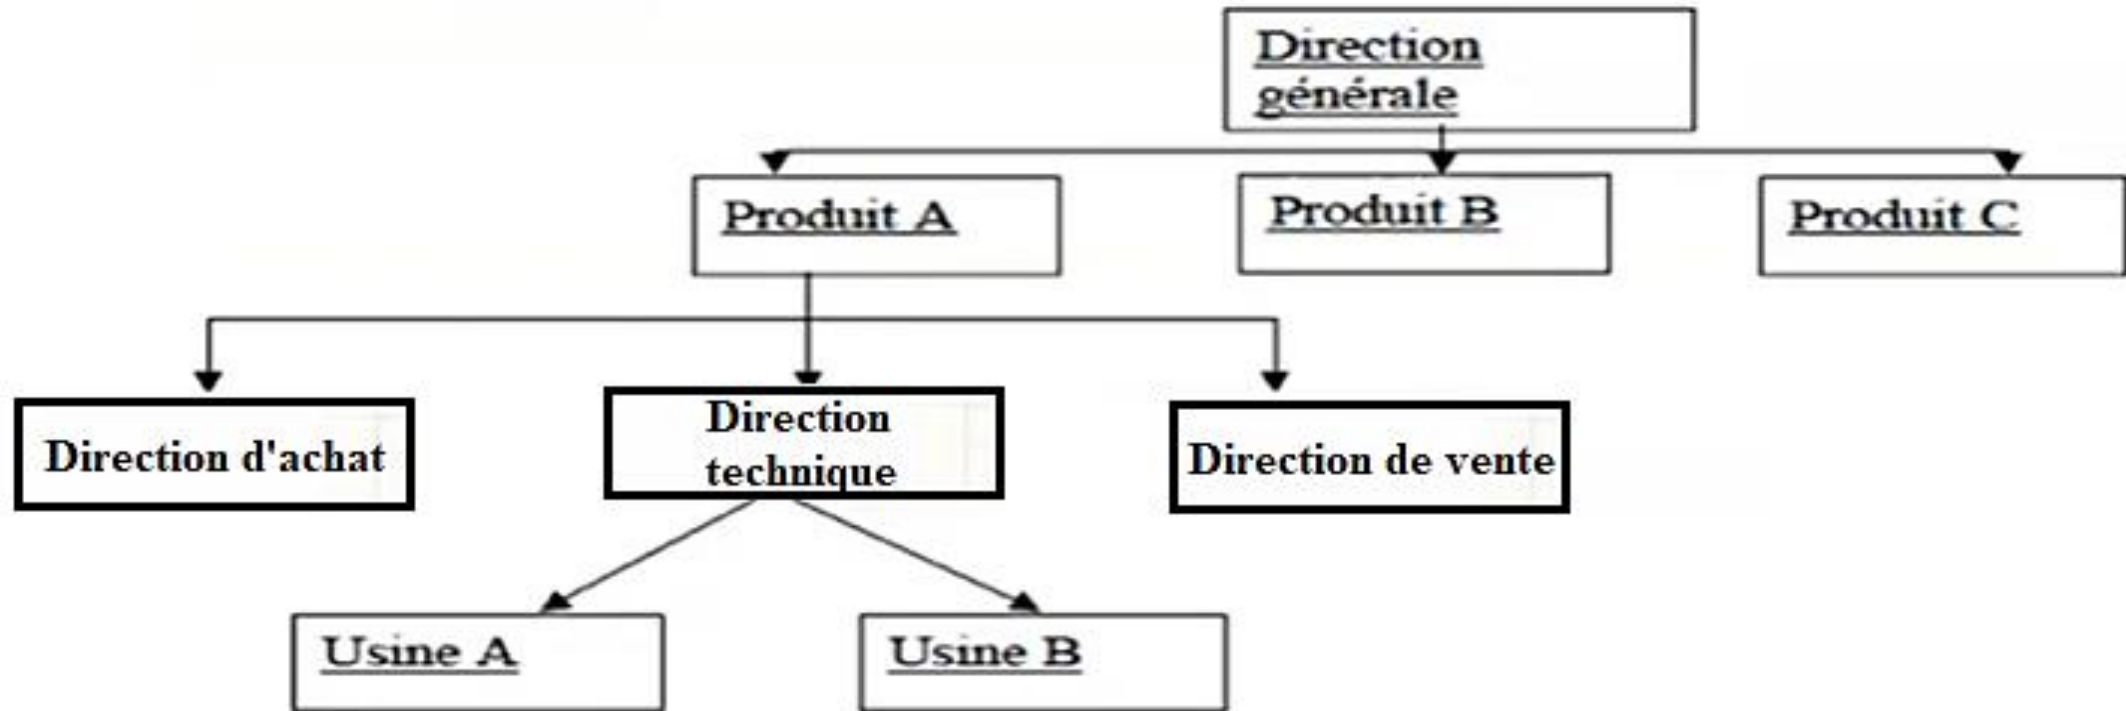 Direction
générale
Produit A
Produit B
Produit C
Direction d'achat
Direction
technique
Direction de vente
Usine A
Usine B